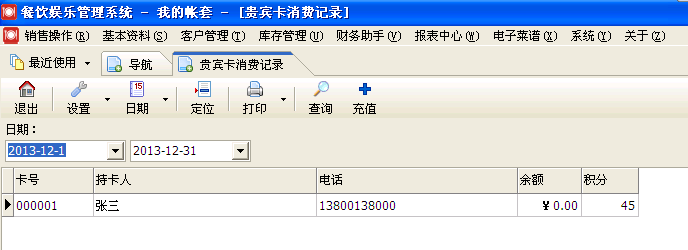 餐饮娱乐管理系统 - 我的帐套 - [贵宾卡消费记录]
销售操作(R) 基本资料(S) 客户管理(T) 库存管理(U) 财务助手(V) 报表中心(W) 电子菜谱(X) 系统(Y) 关于(Z)
最近使用 导航 贵宾卡消费记录
退出 设置 日期 定位 打印 查询 充值
日期：
2013-12-1 2013-12-31
卡号 持卡人 电话 余额 积分
000001 张三 13800138000 ￥0.00 45